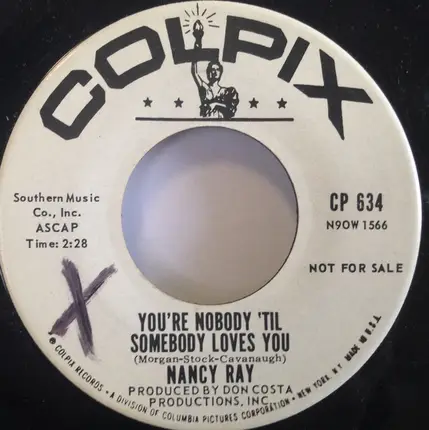 COLPIX
Southern Music
Co., Inc.
ASCAP
Time: 2:28
CP 634
N9OW 1566
NOT FOR SALE
X
YOU'RE NOBODY 'TIL
SOMEBODY LOVES YOU
(Morgan-Stock-Cavanaugh)
NANCY RAY
PRODUCED BY DON COSTA
PRODUCTIONS, INC.
® COLPIX RECORDS • A DIVISION OF COLUMBIA PICTURES CORPORATION • NEW YORK, NY. MADE IN U.S.A.